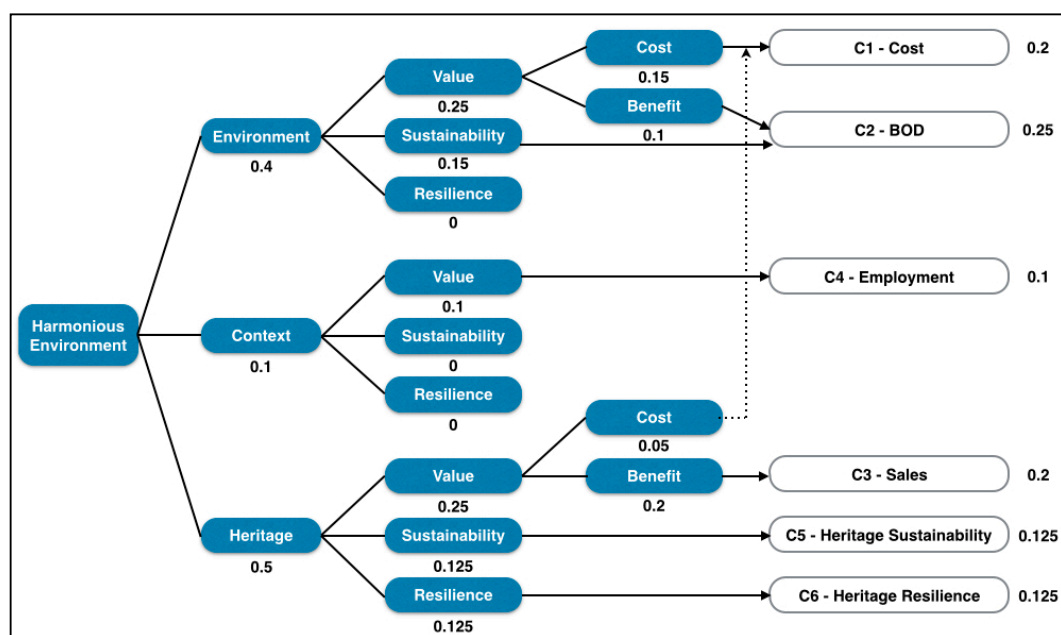 Cost
0.15
C1 - Cost
0.2
Value
0.25
Benefit
0.1
C2 - BOD
0.25
Environment
0.4
Sustainability
0.15
Resilience
0
Value
0.1
C4 - Employment
0.1
Harmonious
Environment
Context
0.1
Sustainability
0
Resilience
0
Cost
0.05
Value
0.25
Benefit
0.2
C3 - Sales
0.2
Heritage
0.5
Sustainability
0.125
C5 - Heritage Sustainability
0.125
Resilience
0.125
C6 - Heritage Resilience
0.125